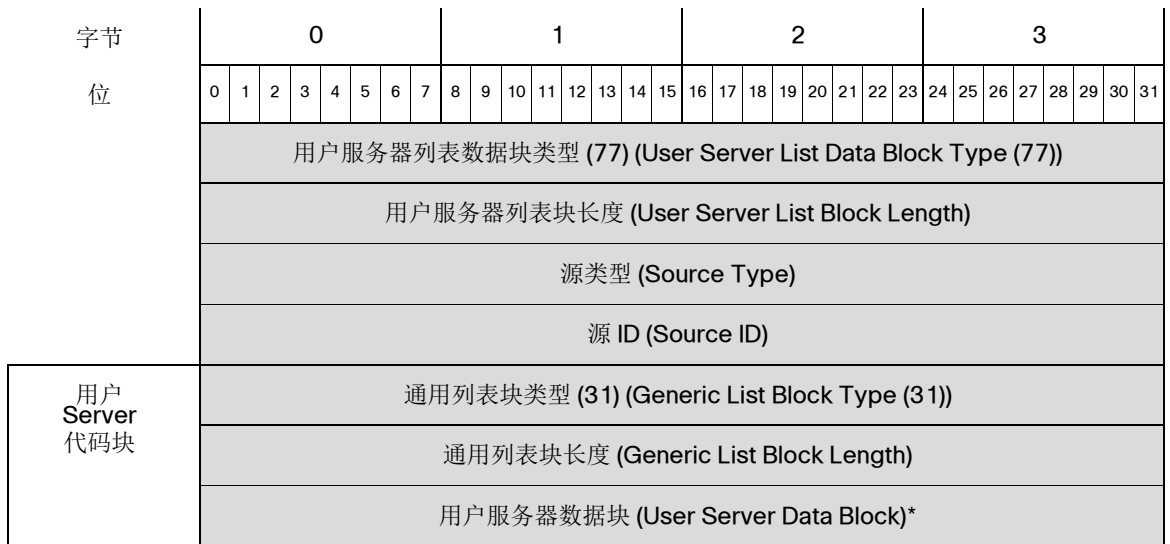 字节 0 1 2 3
位 0 1 2 3 4 5 6 7 8 9 10 11 12 13 14 15 16 17 18 19 20 21 22 23 24 25 26 27 28 29 30 31
用户服务器列表数据块类型 (77) (User Server List Data Block Type (77))
用户服务器列表块长度 (User Server List Block Length)
源类型 (Source Type)
源 ID (Source ID)
用户
Server
代码块
通用列表块类型 (31) (Generic List Block Type (31))
通用列表块长度 (Generic List Block Length)
用户服务器数据块 (User Server Data Block)*